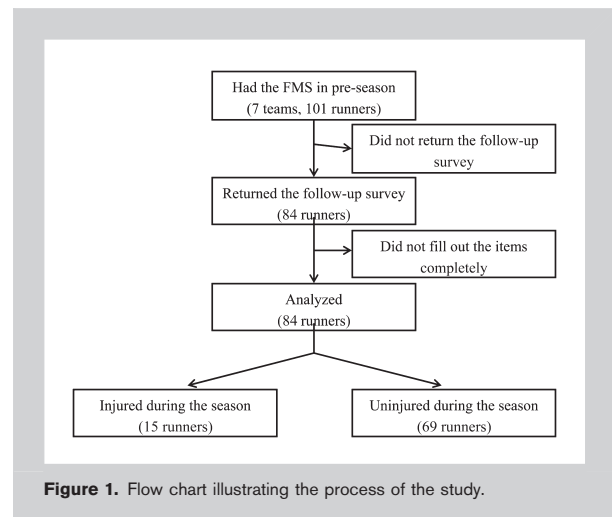 Had the FMS in pre-season
(7 teams, 101 runners)
Did not return the follow-up
survey
Returned the follow-up survey
(84 runners)
Did not fill out the items
completely
Analyzed
(84 runners)
Injured during the season
(15 runners)
Uninjured during the season
(69 runners)
Figure 1. Flow chart illustrating the process of the study.